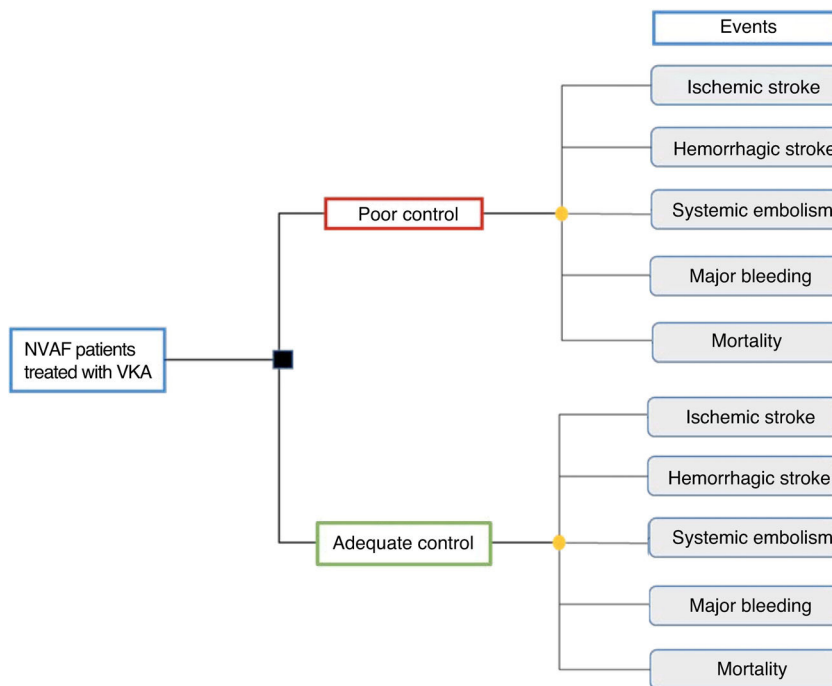 Events
Ischemic stroke
Hemorrhagic stroke
Systemic embolism
Major bleeding
Mortality
Poor control
NVAF patients
treated with VKA
Adequate control
Ischemic stroke
Hemorrhagic stroke
Systemic embolism
Major bleeding
Mortality